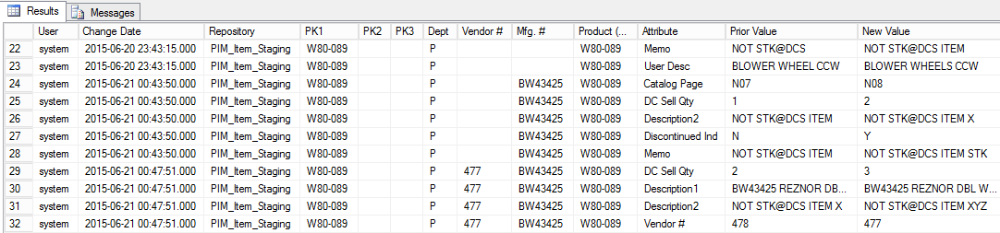 Results Messages
User Change Date Repository PK1 PK2 PK3 Dept Vendor # Mfg. # Product (... Attribute Prior Value New Value
22 system 2015-06-20 23:43:15.000 PIM_Item_Staging W80-089 P W80-089 Memo NOT STK@DCS NOT STK@DCS ITEM
23 system 2015-06-20 23:43:15.000 PIM_Item_Staging W80-089 P W80-089 User Desc BLOWER WHEEL CCW BLOWER WHEELS CCW
24 system 2015-06-21 00:43:50.000 PIM_Item_Staging W80-089 P BW43425 W80-089 Catalog Page N07 N08
25 system 2015-06-21 00:43:50.000 PIM_Item_Staging W80-089 P BW43425 W80-089 DC Sell Qty 1 2
26 system 2015-06-21 00:43:50.000 PIM_Item_Staging W80-089 P BW43425 W80-089 Description2 NOT STK@DCS ITEM NOT STK@DCS ITEM X
27 system 2015-06-21 00:43:50.000 PIM_Item_Staging W80-089 P BW43425 W80-089 Discontinued Ind N Y
28 system 2015-06-21 00:43:50.000 PIM_Item_Staging W80-089 P BW43425 W80-089 Memo NOT STK@DCS ITEM NOT STK@DCS ITEM STK
29 system 2015-06-21 00:47:51.000 PIM_Item_Staging W80-089 P 477 BW43425 W80-089 DC Sell Qty 2 3
30 system 2015-06-21 00:47:51.000 PIM_Item_Staging W80-089 P 477 BW43425 W80-089 Description1 BW43425 REZNOR DB... BW43425 REZNOR DBL W...
31 system 2015-06-21 00:47:51.000 PIM_Item_Staging W80-089 P 477 BW43425 W80-089 Description2 NOT STK@DCS ITEM X NOT STK@DCS ITEM XYZ
32 system 2015-06-21 00:47:51.000 PIM_Item_Staging W80-089 P 477 BW43425 W80-089 Vendor # 478 477